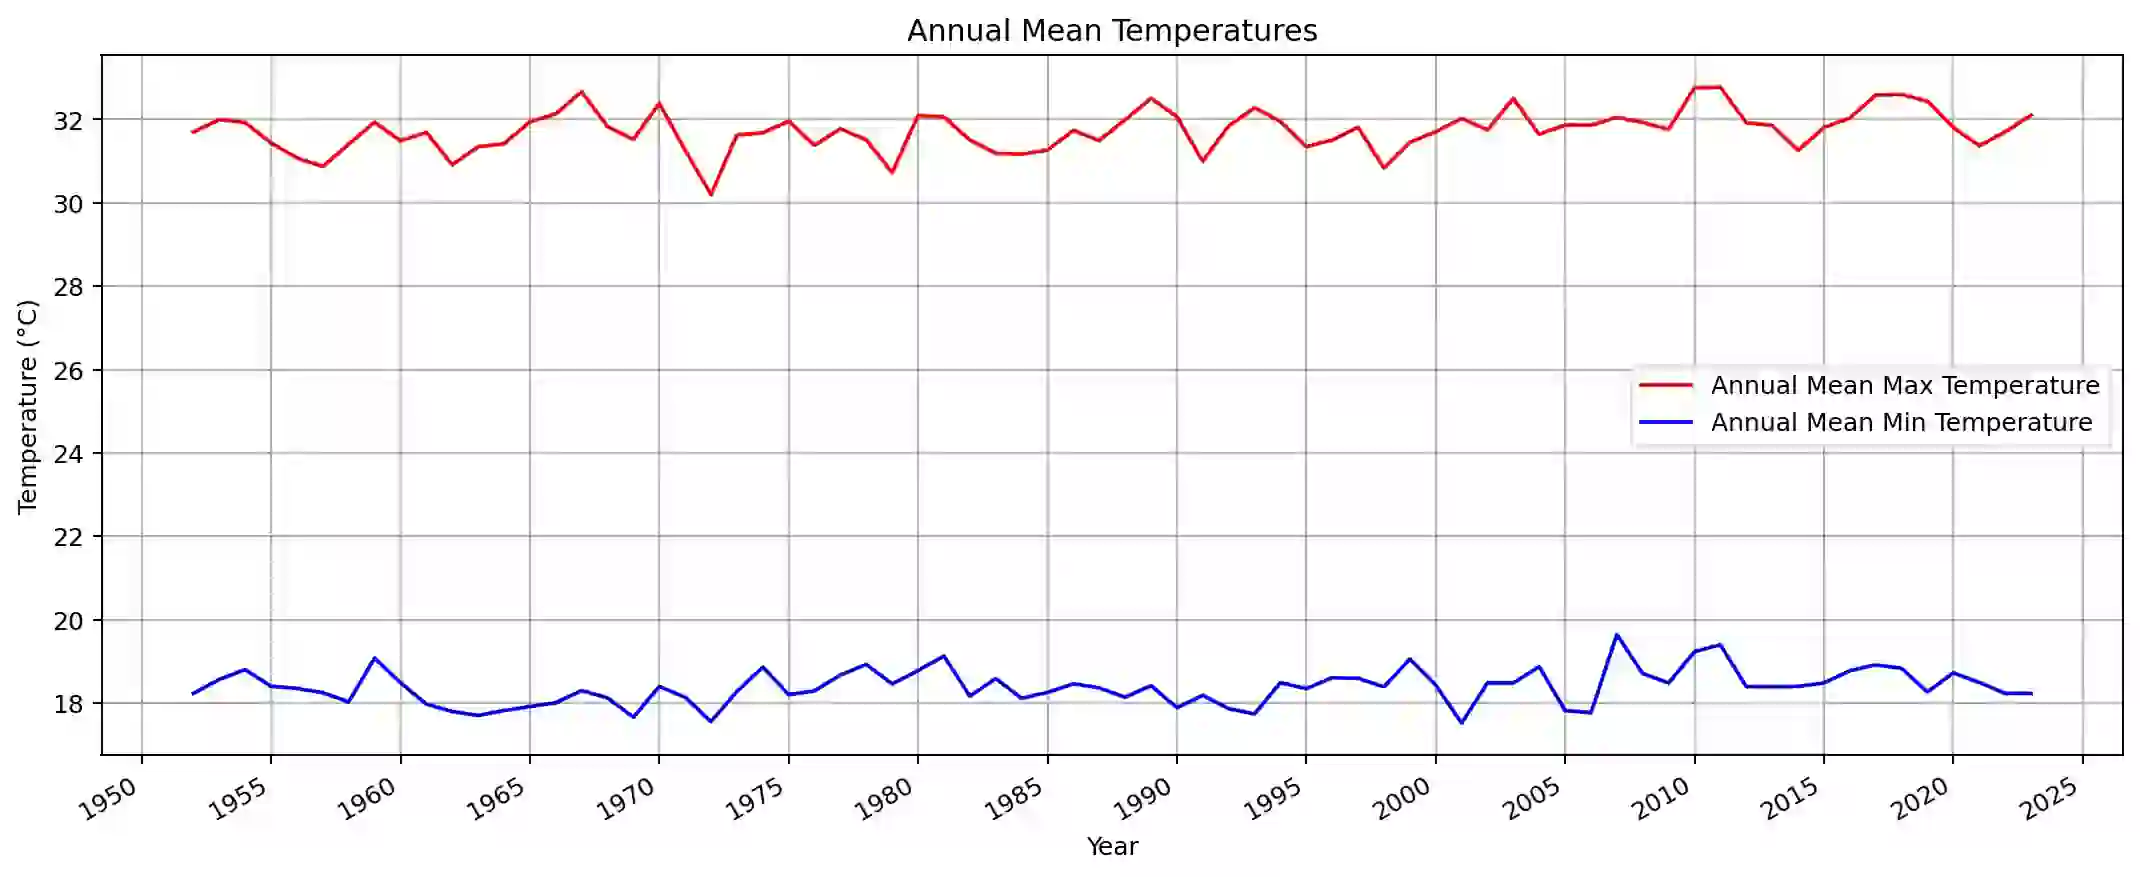 Annual Mean Temperatures
Temperature (°C)
32
30
28
26
24
22
20
18
Annual Mean Max Temperature
Annual Mean Min Temperature
1950 1955 1960 1965 1970 1975 1980 1985 1990 1995 2000 2005 2010 2015 2020 2025
Year